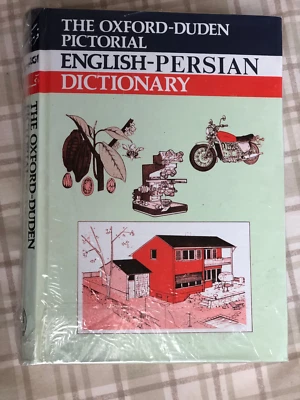 THE OXFORD-DUDEN
PICTORIAL
ENGLISH-PERSIAN
DICTIONARY
THE OXFORD-DUDEN